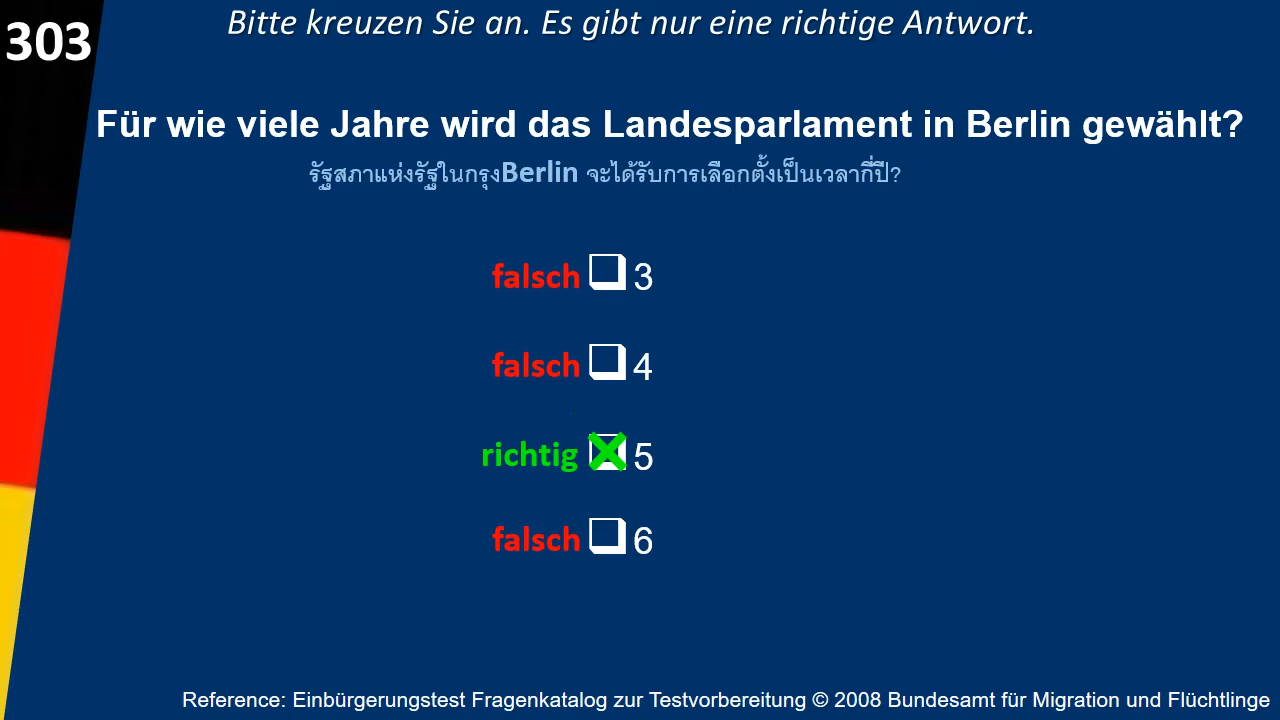 303
Bitte kreuzen Sie an. Es gibt nur eine richtige Antwort.
Für wie viele Jahre wird das Landesparlament in Berlin gewählt?
รัฐสภาแห่งรัฐในกรุงBerlin จะได้รับการเลือกตั้งเป็นเวลากี่ปี?
falsch ❑ 3
falsch ❑ 4
richtig ❑ 5
falsch ❑ 6
Reference: Einbürgerungstest Fragenkatalog zur Testvorbereitung © 2008 Bundesamt für Migration und Flüchtlinge